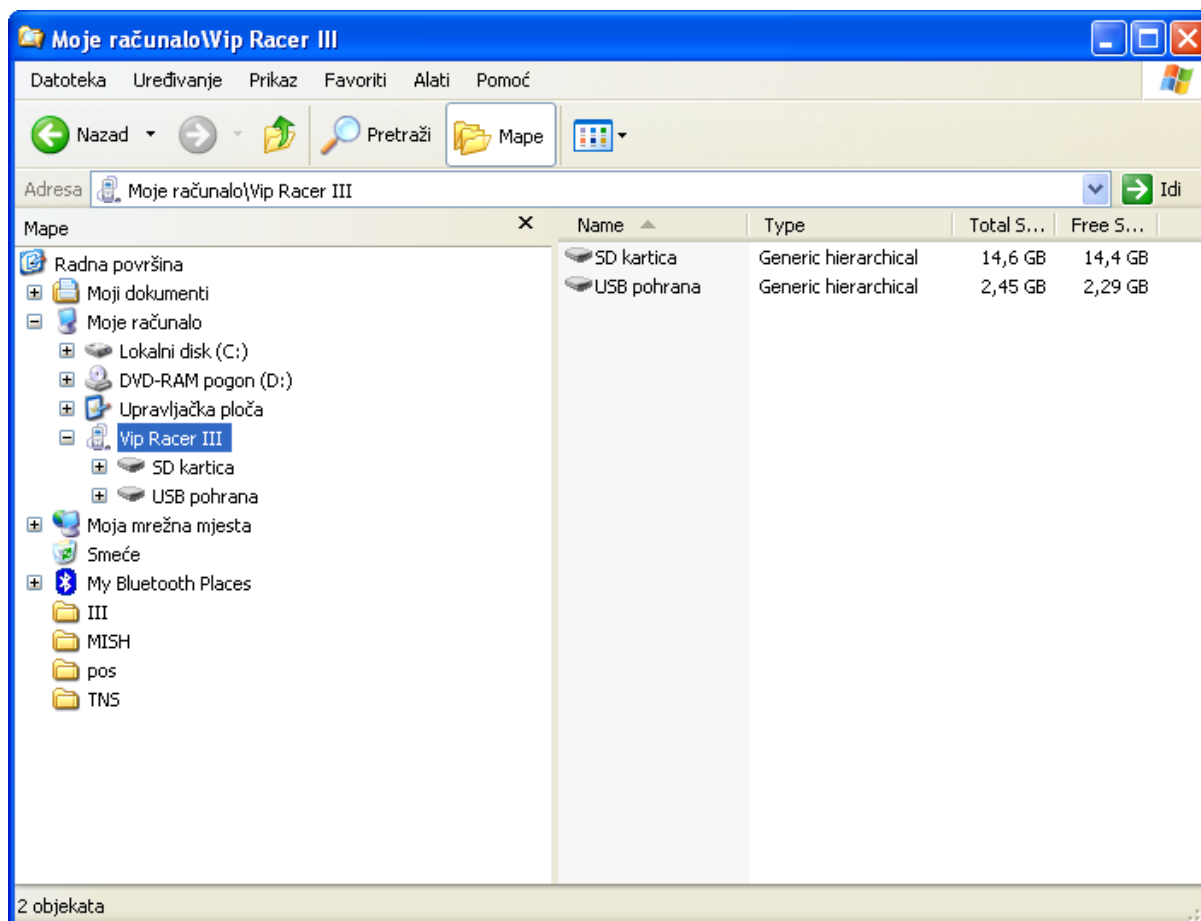 Moje računalo\Vip Racer III
Datoteka Uređivanje Prikaz Favoriti Alati Pomoć
Nazad Pretraži Mape
Adresa Moje računalo\Vip Racer III Idi
Mape
Radna površina
Moji dokumenti
Moje računalo
Lokalni disk (C:)
DVD-RAM pogon (D:)
Upravljačka ploča
Vip Racer III
SD kartica
USB pohrana
Moja mrežna mjesta
Smeće
My Bluetooth Places
III
MISH
pos
TNS
Name Type Total S... Free S...
SD kartica Generic hierarchical 14,6 GB 14,4 GB
USB pohrana Generic hierarchical 2,45 GB 2,29 GB
2 objekata